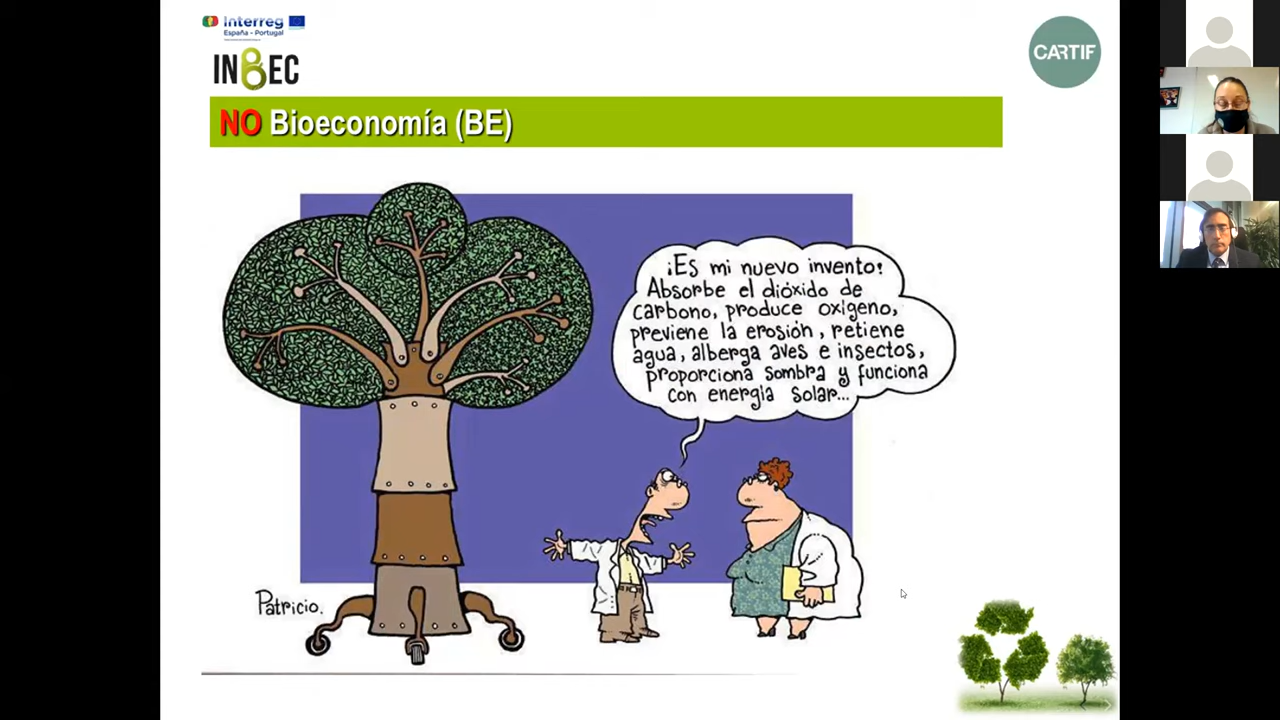 Interreg
España - Portugal
INBEC
CARTIF
NO Bioeconomía (BE)
¡Es mi nuevo invento!
Absorbe el dióxido de
carbono, produce oxígeno,
previene la erosión, retiene
agua, alberga aves e insectos,
proporciona sombra y funciona
con energía solar...
Patricio.